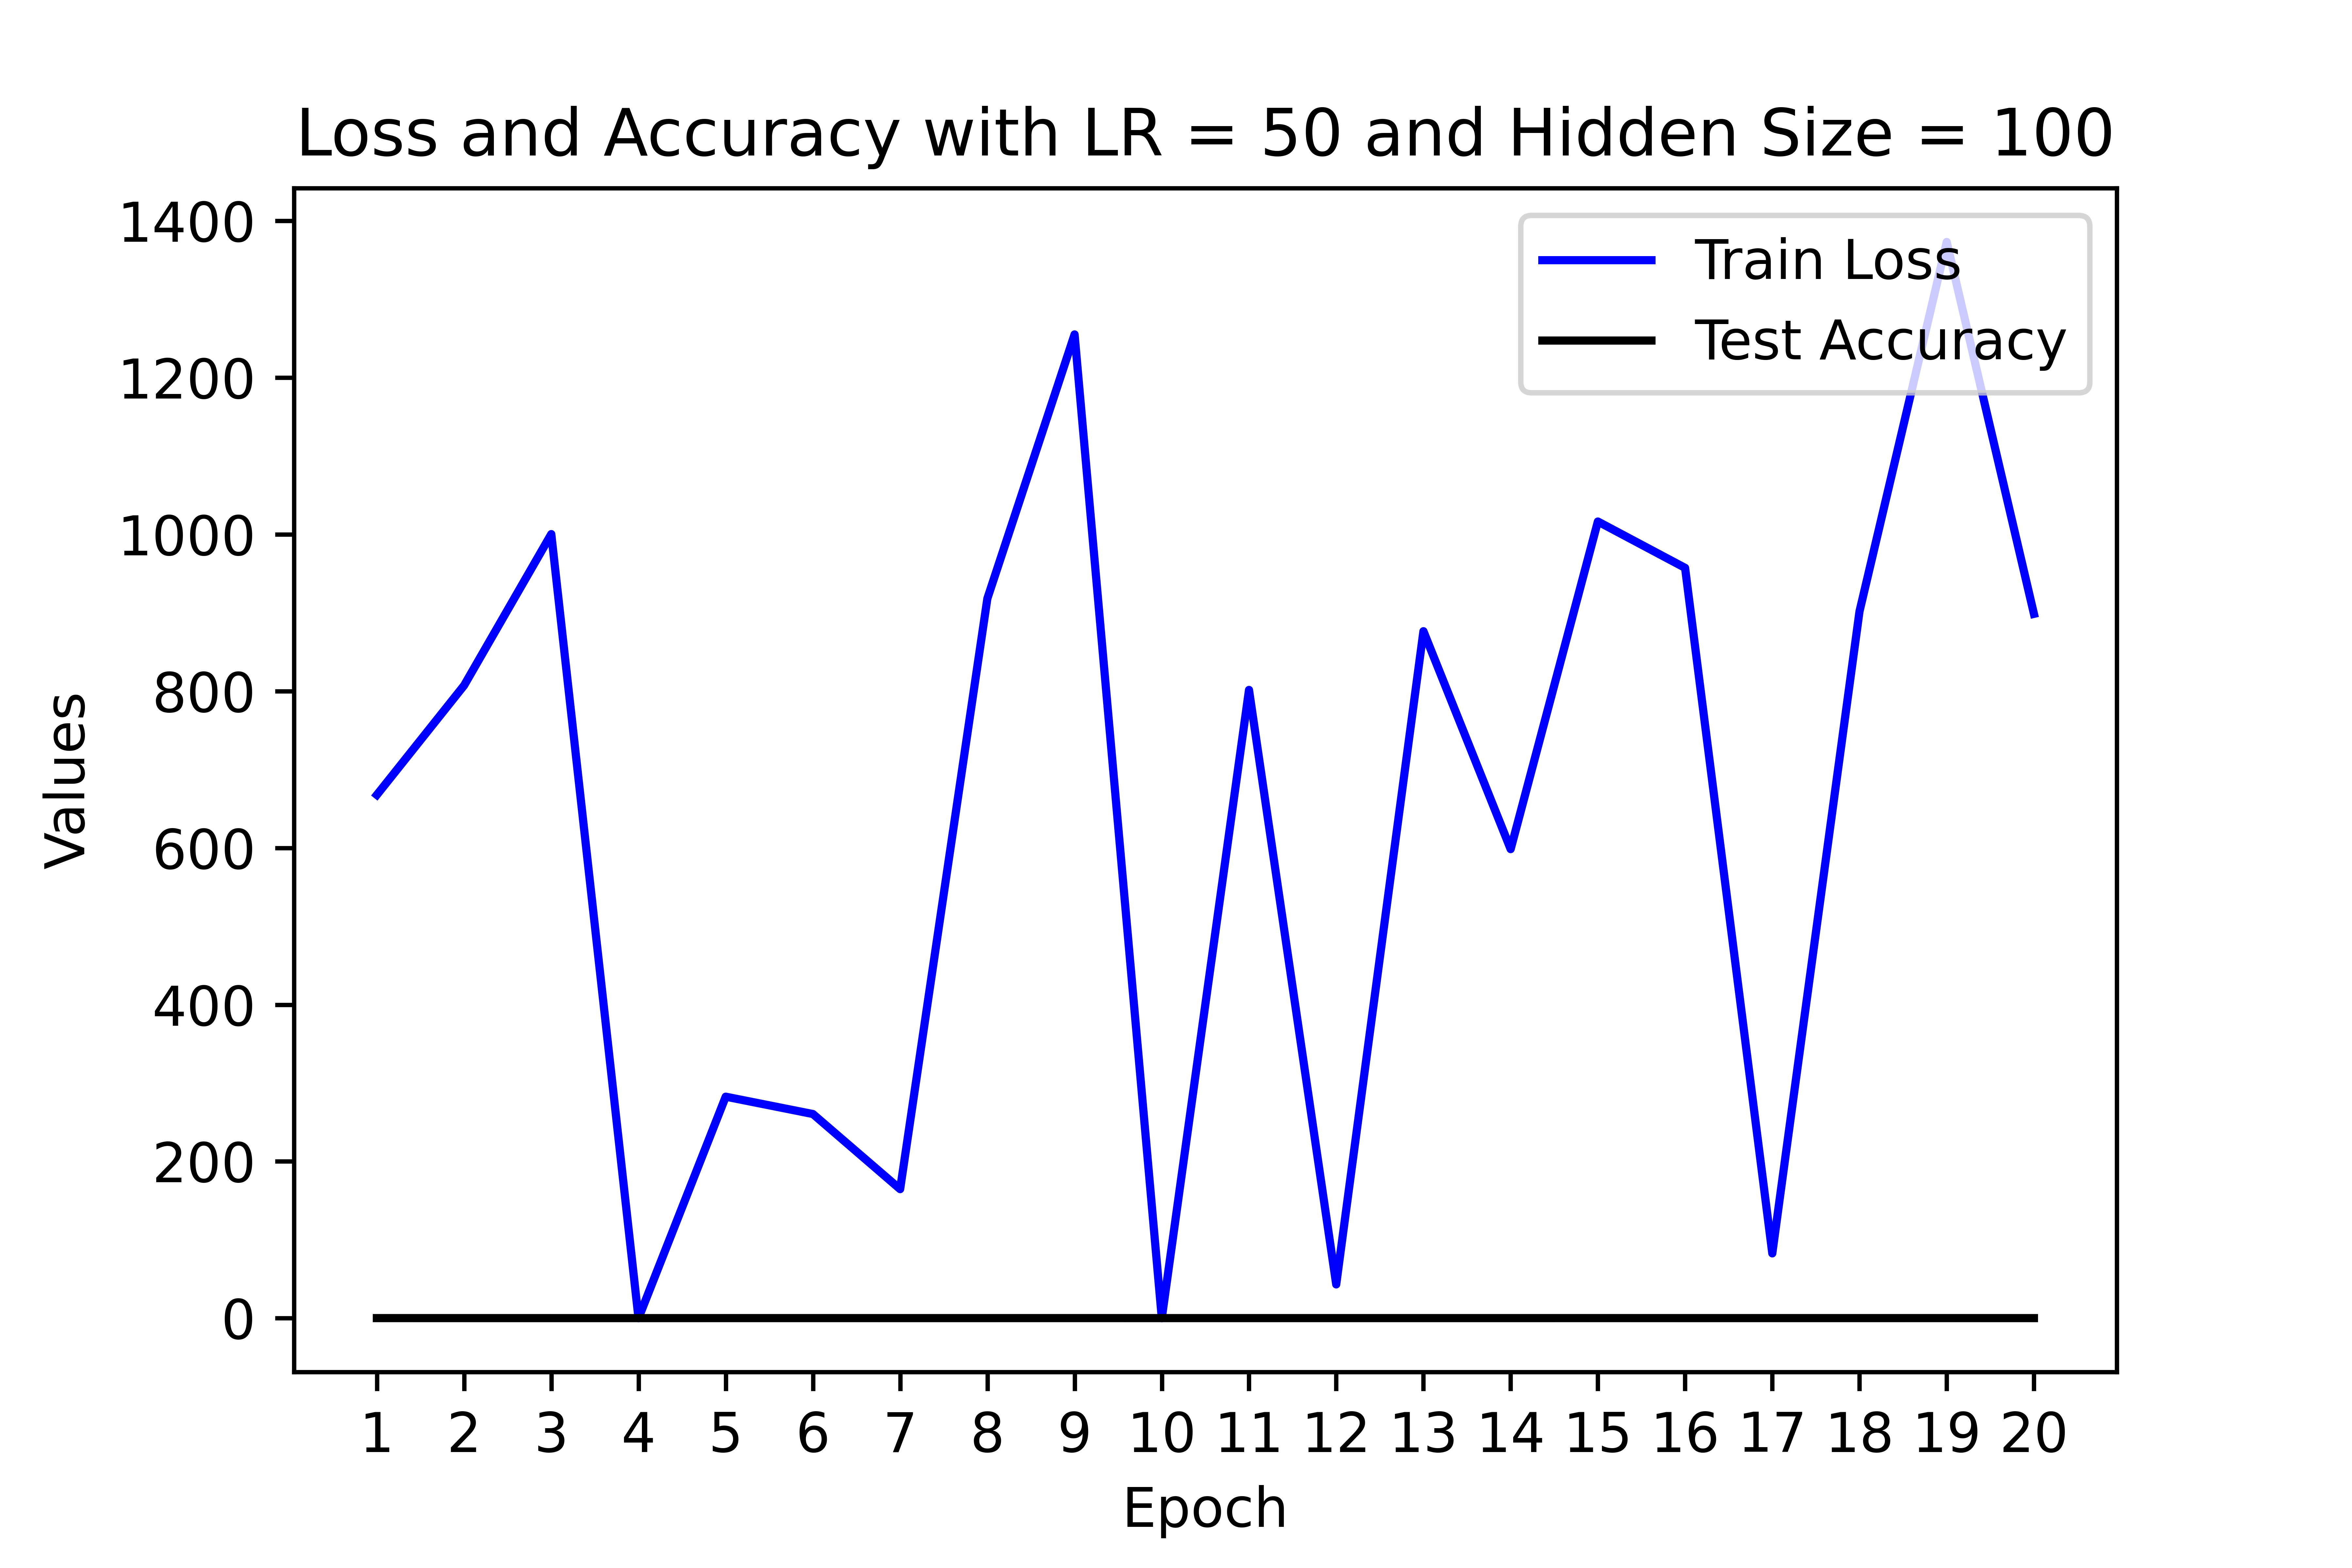 Loss and Accuracy with LR = 50 and Hidden Size = 100
1400
1200
1000
800
600
400
200
0
Values
Train Loss
Test Accuracy
1 2 3 4 5 6 7 8 9 10 11 12 13 14 15 16 17 18 19 20
Epoch